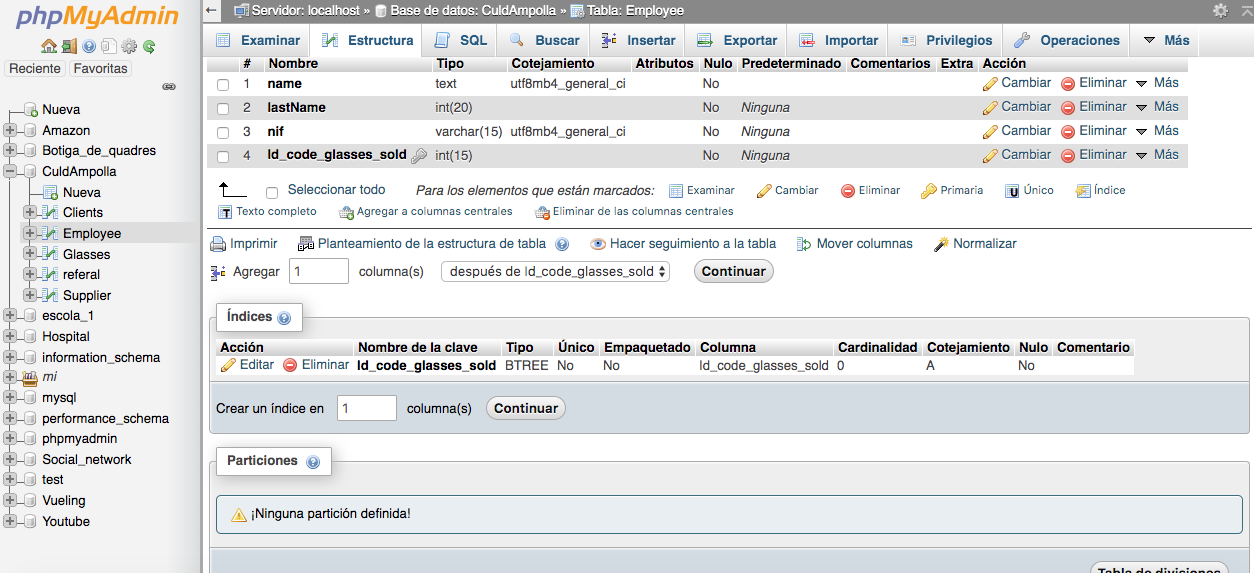 phpMyAdmin
Reciente Favoritas
Nueva
Amazon
Botiga_de_quadres
CuldAmpolla
Nueva
Clients
Employee
Glasses
referal
Supplier
escola_1
Hospital
information_schema
mi
mysql
performance_schema
phpmyadmin
Social_network
test
Vueling
Youtube
Servidor: localhost » Base de datos: CuldAmpolla » Tabla: Employee
Examinar Estructura SQL Buscar Insertar Exportar Importar Privilegios Operaciones Más
# Nombre Tipo Cotejamiento Atributos Nulo Predeterminado Comentarios Extra Acción
1 name text utf8mb4_general_ci No Cambiar Eliminar Más
2 lastName int(20) No Ninguna Cambiar Eliminar Más
3 nif varchar(15) utf8mb4_general_ci No Ninguna Cambiar Eliminar Más
4 Id_code_glasses_sold int(15) No Ninguna Cambiar Eliminar Más
Seleccionar todo Para los elementos que están marcados: Examinar Cambiar Eliminar Primaria Único Índice
Texto completo Agregar a columnas centrales Eliminar de las columnas centrales
Imprimir Planteamiento de la estructura de tabla Hacer seguimiento a la tabla Mover columnas Normalizar
Agregar 1 columna(s) después de Id_code_glasses_sold Continuar
Índices
Acción Nombre de la clave Tipo Único Empaquetado Columna Cardinalidad Cotejamiento Nulo Comentario
Editar Eliminar Id_code_glasses_sold BTREE No No Id_code_glasses_sold 0 A No
Crear un índice en 1 columna(s) Continuar
Particiones
¡Ninguna partición definida!
Tabla de divisiones